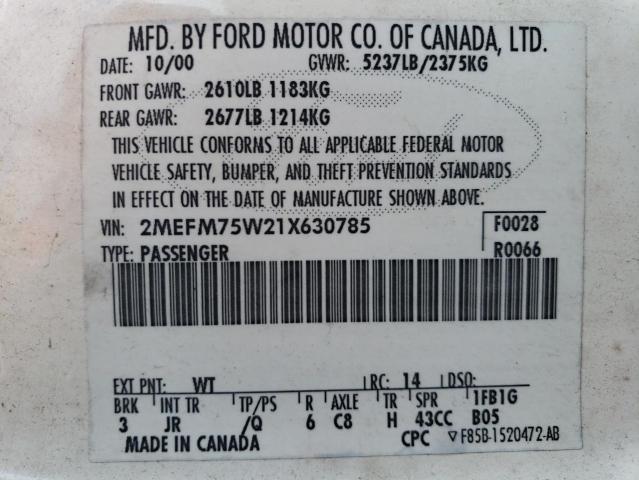 MFD. BY FORD MOTOR CO. OF CANADA, LTD.
DATE: 10/00 GVWR: 5237LB/2375KG
FRONT GAWR: 2610LB 1183KG
REAR GAWR: 2677LB 1214KG
THIS VEHICLE CONFORMS TO ALL APPLICABLE FEDERAL MOTOR
VEHICLE SAFETY, BUMPER, AND THEFT PREVENTION STANDARDS
IN EFFECT ON THE DATE OF MANUFACTURE SHOWN ABOVE.
VIN: 2MEFM75W21X630785 F0028
TYPE: PASSENGER R0066
EXT PNT: WT RC: 14 DSO:
BRK INT TR TP/PS R AXLE TR SPR 1FB1G
3 JR /Q 6 C8 H 43CC B05
MADE IN CANADA CPC ▽F85B-1520472-AB